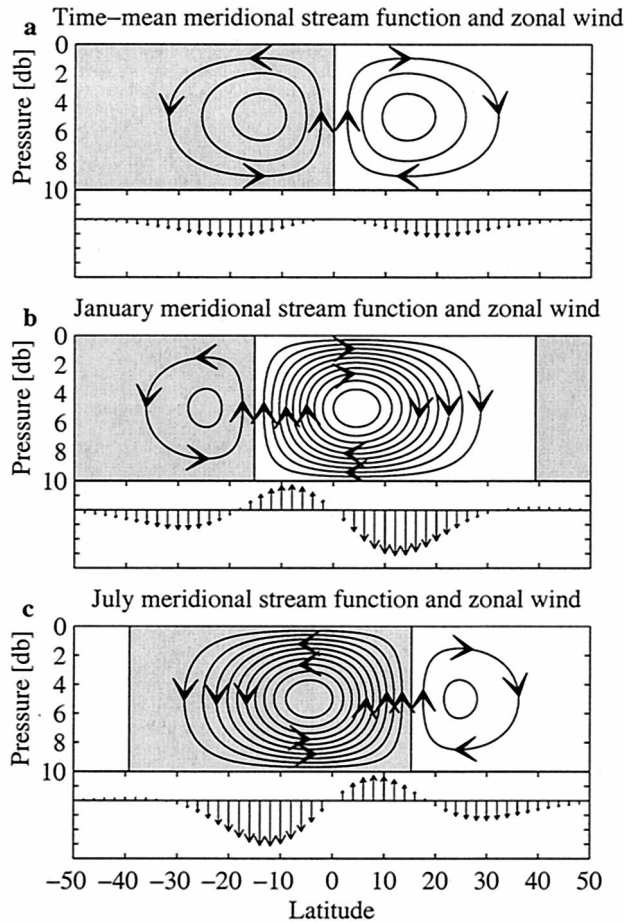 a
Time-mean meridional stream function and zonal wind
Pressure [db]
0
2
4
6
8
10
b
January meridional stream function and zonal wind
Pressure [db]
0
2
4
6
8
10
c
July meridional stream function and zonal wind
Pressure [db]
0
2
4
6
8
10
-50 -40 -30 -20 -10 0 10 20 30 40 50
Latitude